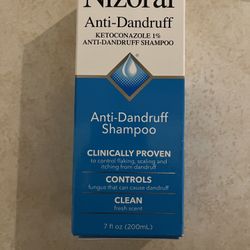 Nizoral
Anti-Dandruff
KETOCONAZOLE 1%
ANTI-DANDRUFF SHAMPOO
Anti-Dandruff
Shampoo
CLINICALLY PROVEN
to control flaking, scaling and
itching from dandruff
CONTROLS
fungus that can cause dandruff
CLEAN
fresh scent
7 fl oz (200mL)